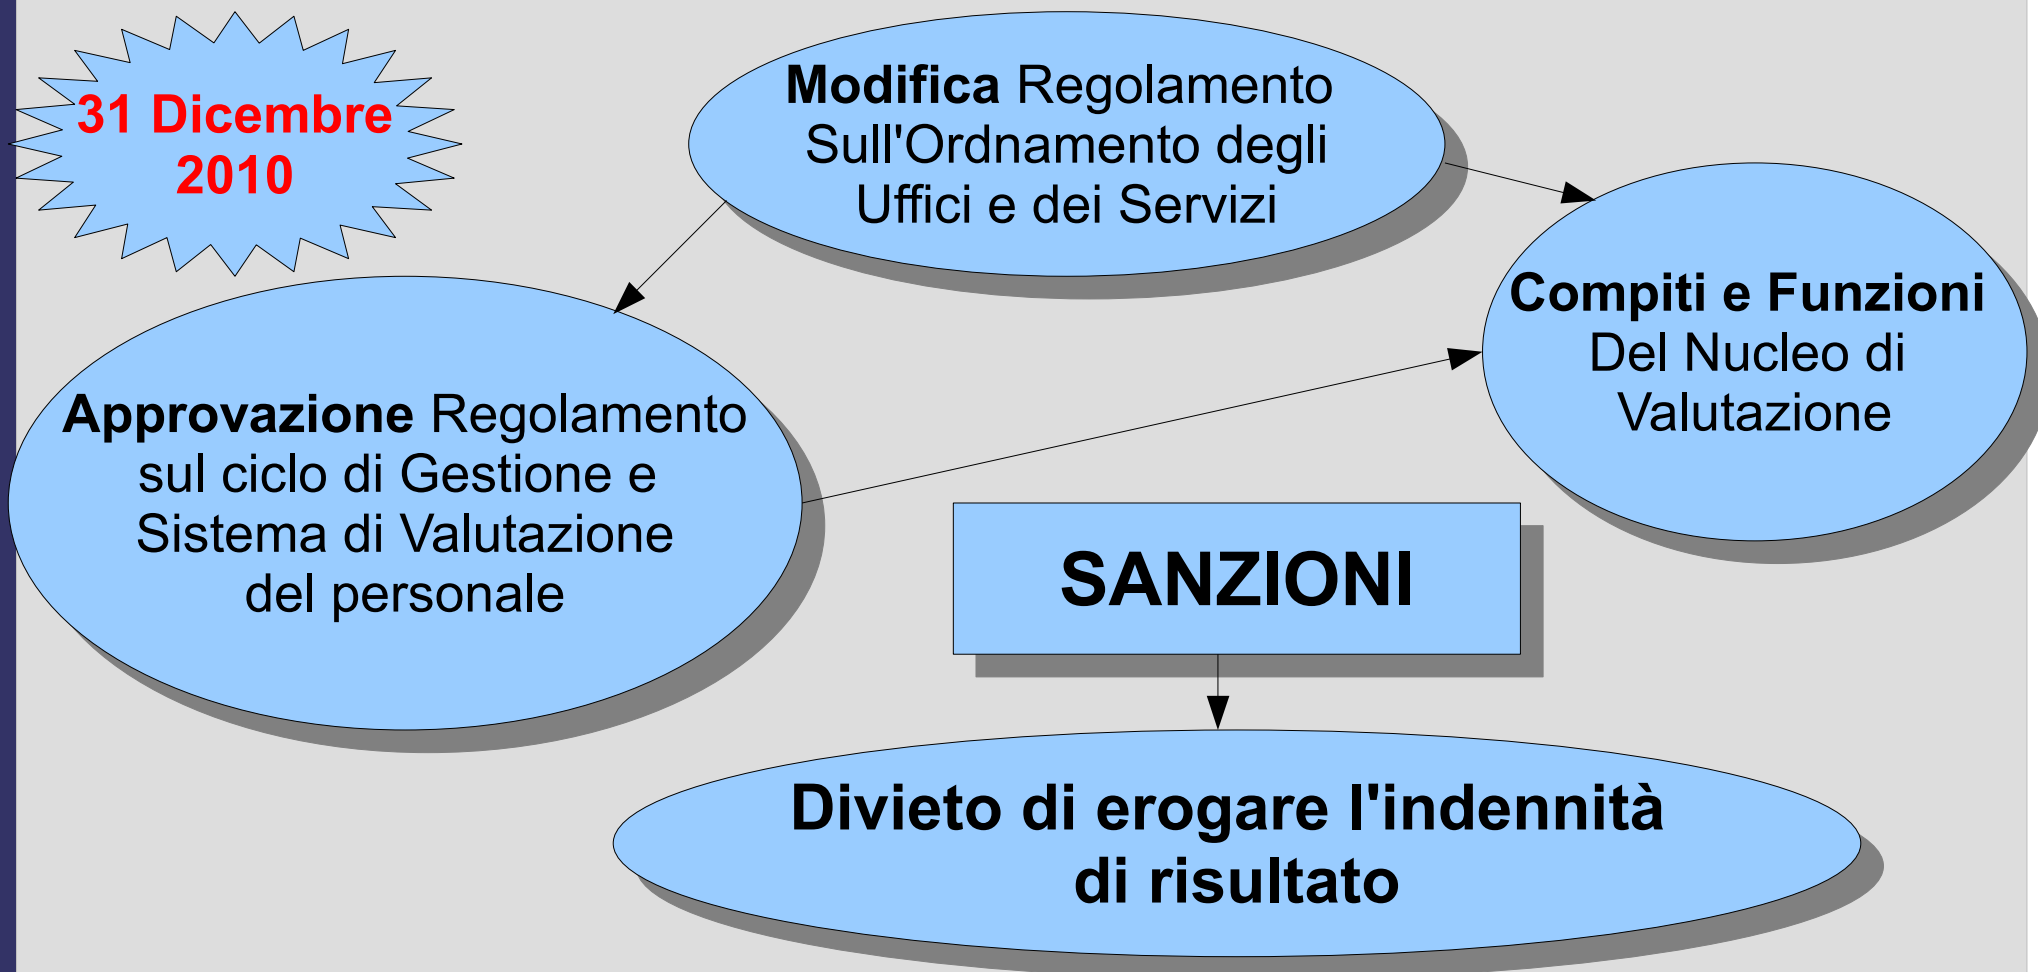 31 Dicembre
2010
Modifica Regolamento
Sull'Ordnamento degli
Uffici e dei Servizi
Compiti e Funzioni
Del Nucleo di
Valutazione
Approvazione Regolamento
sul ciclo di Gestione e
Sistema di Valutazione
del personale
SANZIONI
Divieto di erogare l'indennità
di risultato